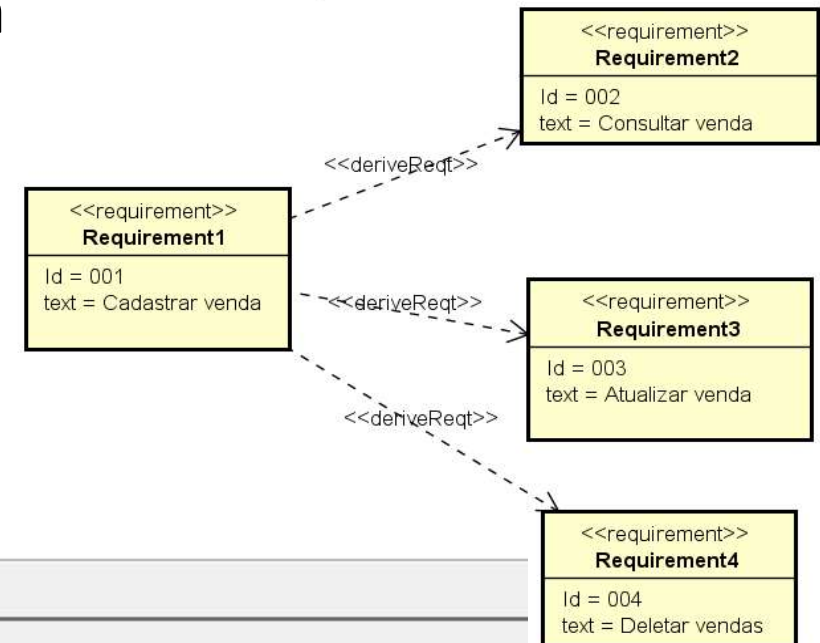 <<requirement>>
Requirement2
Id = 002
text = Consultar venda
<<deriveReqt>>
<<requirement>>
Requirement1
Id = 001
text = Cadastrar venda
<<deriveReqt>>
<<requirement>>
Requirement3
Id = 003
text = Atualizar venda
<<deriveReqt>>
<<requirement>>
Requirement4
Id = 004
text = Deletar vendas